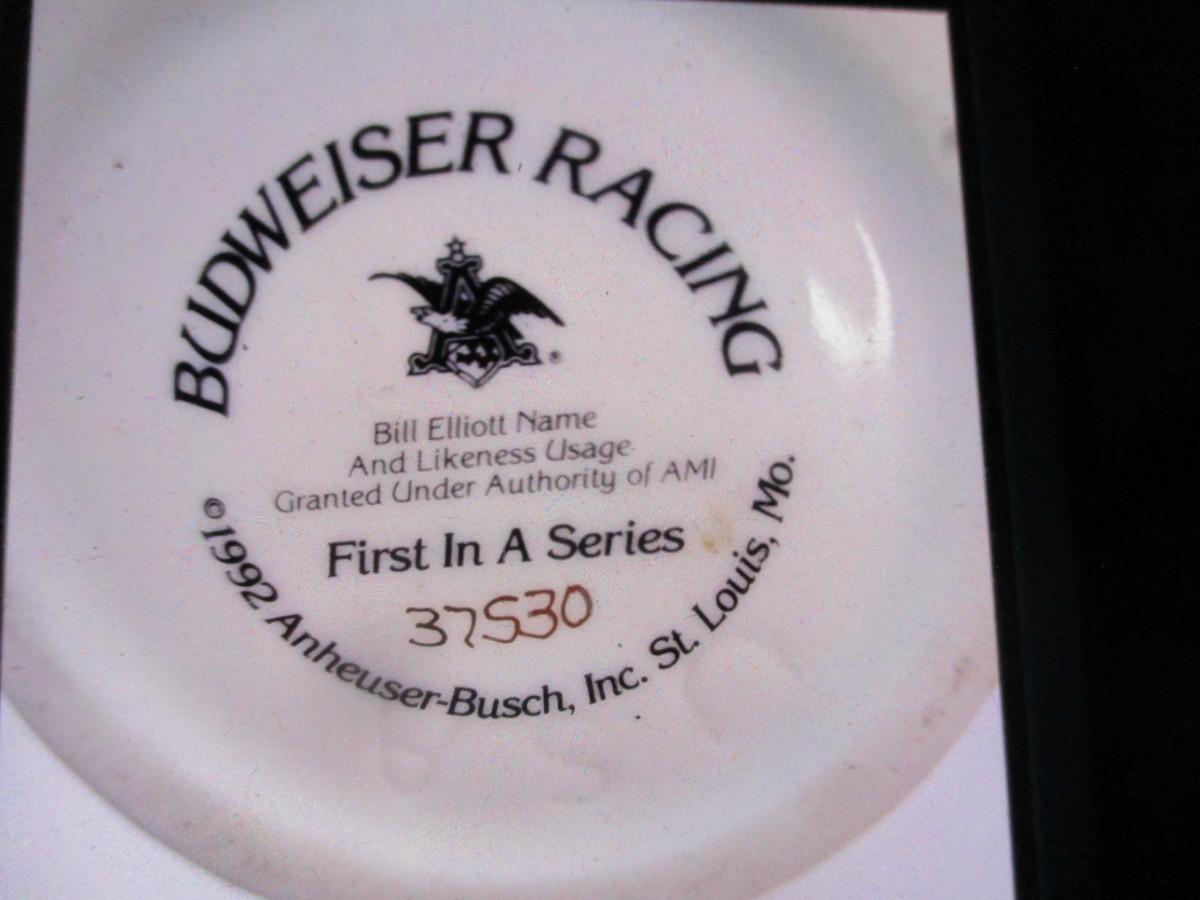 BUDWEISER RACING
A
®
Bill Elliott Name
And Likeness Usage
Granted Under Authority of AMI
First In A Series
37530
©1992 Anheuser-Busch, Inc. St. Louis, Mo.